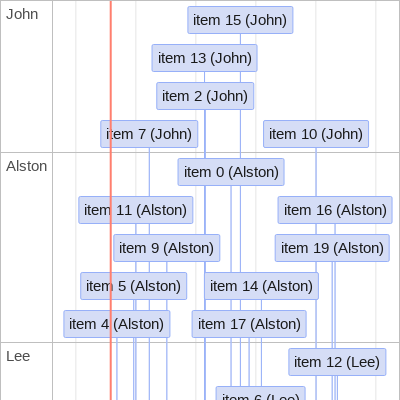 John
item 15 (John)
item 13 (John)
item 2 (John)
item 7 (John)
item 10 (John)
Alston
item 0 (Alston)
item 11 (Alston)
item 16 (Alston)
item 9 (Alston)
item 19 (Alston)
item 5 (Alston)
item 14 (Alston)
item 4 (Alston)
item 17 (Alston)
Lee
item 12 (Lee)
item 6 (Lee)